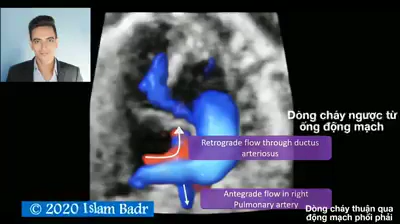 Dòng chảy ngược từ
ống động mạch
Retrograde flow through ductus
arteriosus
Antegrade flow in right
Pulmonary artery
Dòng chảy thuận qua
động mạch phổi phải
© 2020 Islam Badr